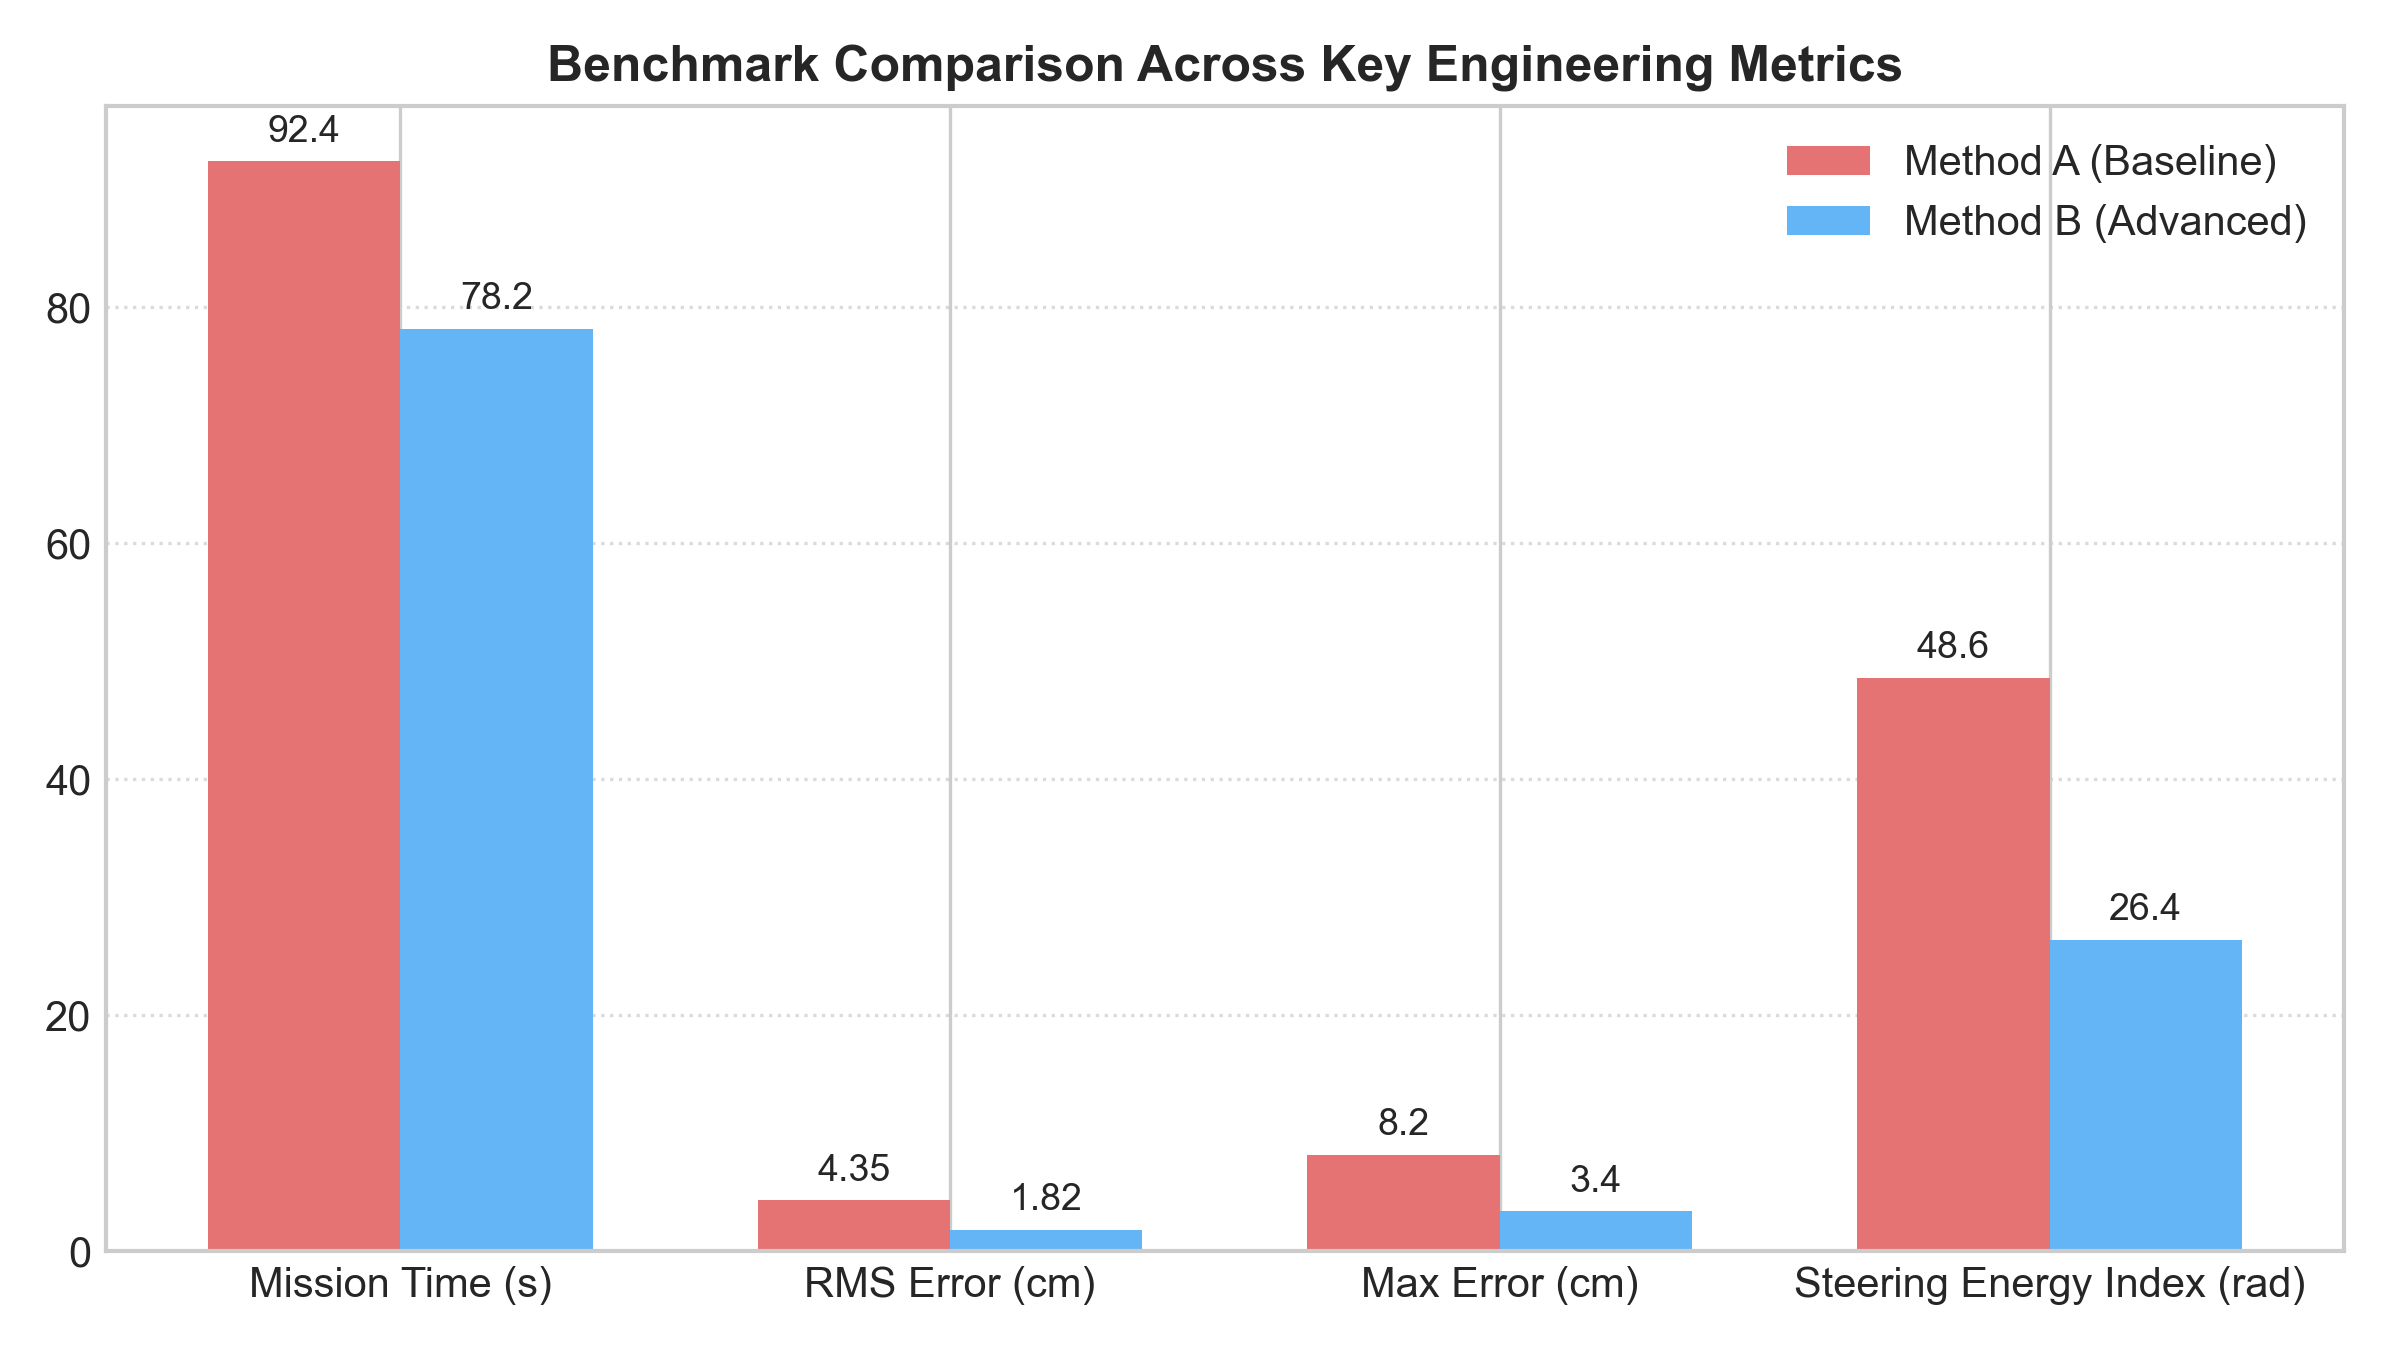 Benchmark Comparison Across Key Engineering Metrics
92.4
Method A (Baseline)
Method B (Advanced)
78.2
80
60
48.6
40
26.4
20
8.2
4.35
3.4
1.82
0
Mission Time (s)
RMS Error (cm)
Max Error (cm)
Steering Energy Index (rad)